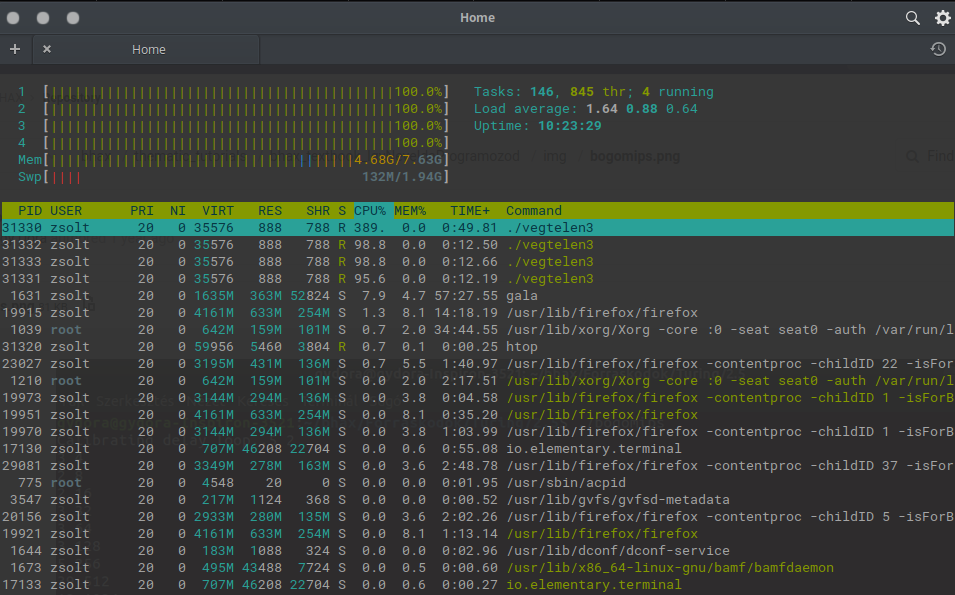 Home
+ × Home
1 [||||||||||||||||||||||||||||||||||||||||||100.0%] Tasks: 146, 845 thr; 4 running
2 [||||||||||||||||||||||||||||||||||||||||||100.0%] Load average: 1.64 0.88 0.64
3 [||||||||||||||||||||||||||||||||||||||||||100.0%] Uptime: 10:23:29
4 [||||||||||||||||||||||||||||||||||||||||||100.0%]
Mem[|||||||||||||||||||||||||||||||||||||4.68G/7.63G]
Swp[|||| 132M/1.94G]
programozod / img / bogomips.png Find
PID USER PRI NI VIRT RES SHR S CPU% MEM% TIME+ Command
31330 zsolt 20 0 35576 888 788 R 389. 0.0 0:49.81 ./vegtelen3
31332 zsolt 20 0 35576 888 788 R 98.8 0.0 0:12.50 ./vegtelen3
31333 zsolt 20 0 35576 888 788 R 98.8 0.0 0:12.66 ./vegtelen3
31331 zsolt 20 0 35576 888 788 R 95.6 0.0 0:12.19 ./vegtelen3
1631 zsolt 20 0 1635M 363M 52824 S 7.9 4.7 57:27.55 gala
19915 zsolt 20 0 4161M 633M 254M S 1.3 8.1 14:18.19 /usr/lib/firefox/firefox
1039 root 20 0 642M 159M 101M S 0.7 2.0 34:44.55 /usr/lib/xorg/Xorg -core :0 -seat seat0 -auth /var/run/l
31320 zsolt 20 0 59956 5460 3804 R 0.7 0.1 0:00.25 htop
23027 zsolt 20 0 3195M 431M 136M S 0.7 5.5 1:40.97 /usr/lib/firefox/firefox -contentproc -childID 22 -isFor
1210 root 20 0 642M 159M 101M S 0.7 2.0 2:17.51 /usr/lib/xorg/Xorg -core :0 -seat seat0 -auth /var/run/l
19973 zsolt 20 0 3144M 294M 136M S 0.0 3.8 0:04.58 /usr/lib/firefox/firefox -contentproc -childID 1 -isForB
19951 zsolt 20 0 4161M 633M 254M S 0.0 8.1 0:35.20 /usr/lib/firefox/firefox
19970 zsolt 20 0 3144M 294M 136M S 0.0 3.8 1:03.99 /usr/lib/firefox/firefox -contentproc -childID 1 -isForB
17130 zsolt 20 0 707M 46208 22704 S 0.0 0.6 0:55.08 io.elementary.terminal
29081 zsolt 20 0 3349M 278M 163M S 0.0 3.6 2:48.78 /usr/lib/firefox/firefox -contentproc -childID 37 -isFor
775 root 20 0 4548 20 0 S 0.0 0.0 0:01.95 /usr/sbin/acpid
3547 zsolt 20 0 217M 1124 368 S 0.0 0.0 0:00.52 /usr/lib/gvfs/gvfsd-metadata
20156 zsolt 20 0 2933M 280M 135M S 0.0 3.6 2:02.26 /usr/lib/firefox/firefox -contentproc -childID 5 -isForB
19921 zsolt 20 0 4161M 633M 254M S 0.0 8.1 1:13.14 /usr/lib/firefox/firefox
1644 zsolt 20 0 183M 1088 324 S 0.0 0.0 0:02.96 /usr/lib/dconf/dconf-service
1673 zsolt 20 0 495M 43488 7724 S 0.0 0.5 0:00.60 /usr/lib/x86_64-linux-gnu/bamf/bamfdaemon
17133 zsolt 20 0 707M 46208 22704 S 0.0 0.6 0:00.27 io.elementary.terminal